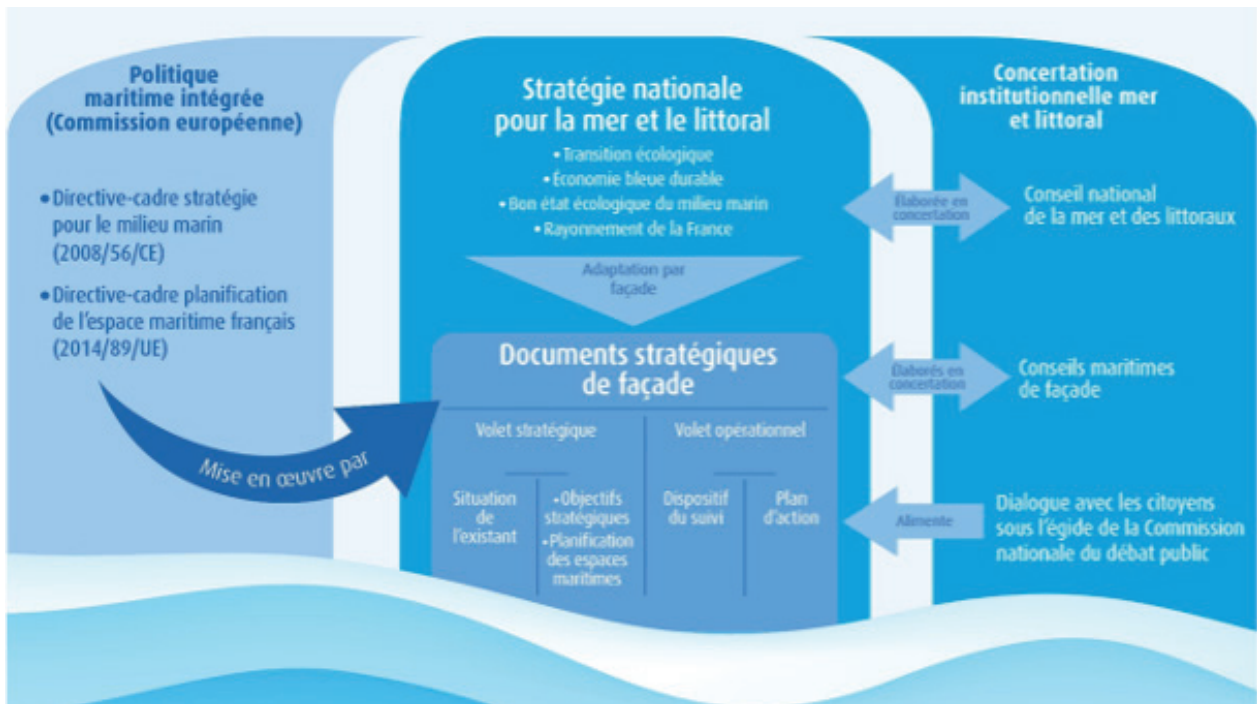 Politique
maritime intégrée
(Commission européenne)
• Directive-cadre stratégie
pour le milieu marin
(2008/56/CE)
• Directive-cadre planification
de l'espace maritime français
(2014/89/UE)
Mise en œuvre par
Stratégie nationale
pour la mer et le littoral
• Transition écologique
• Économie bleue durable
• Bon état écologique du milieu marin
• Rayonnement de la France
Adaptation par
façade
Documents stratégiques
de façade
Volet stratégique
Volet opérationnel
Situation
de
l'existant
• Objectifs
stratégiques
• Planification
des espaces
maritimes
Dispositif
du suivi
Plan
d'action
Concertation
institutionnelle mer
et littoral
Élaborée en
concertation
Conseil national
de la mer et des littoraux
Élaborés en
concertation
Conseils maritimes
de façade
Alimente
Dialogue avec les citoyens
sous l'égide de la Commission
nationale du débat public